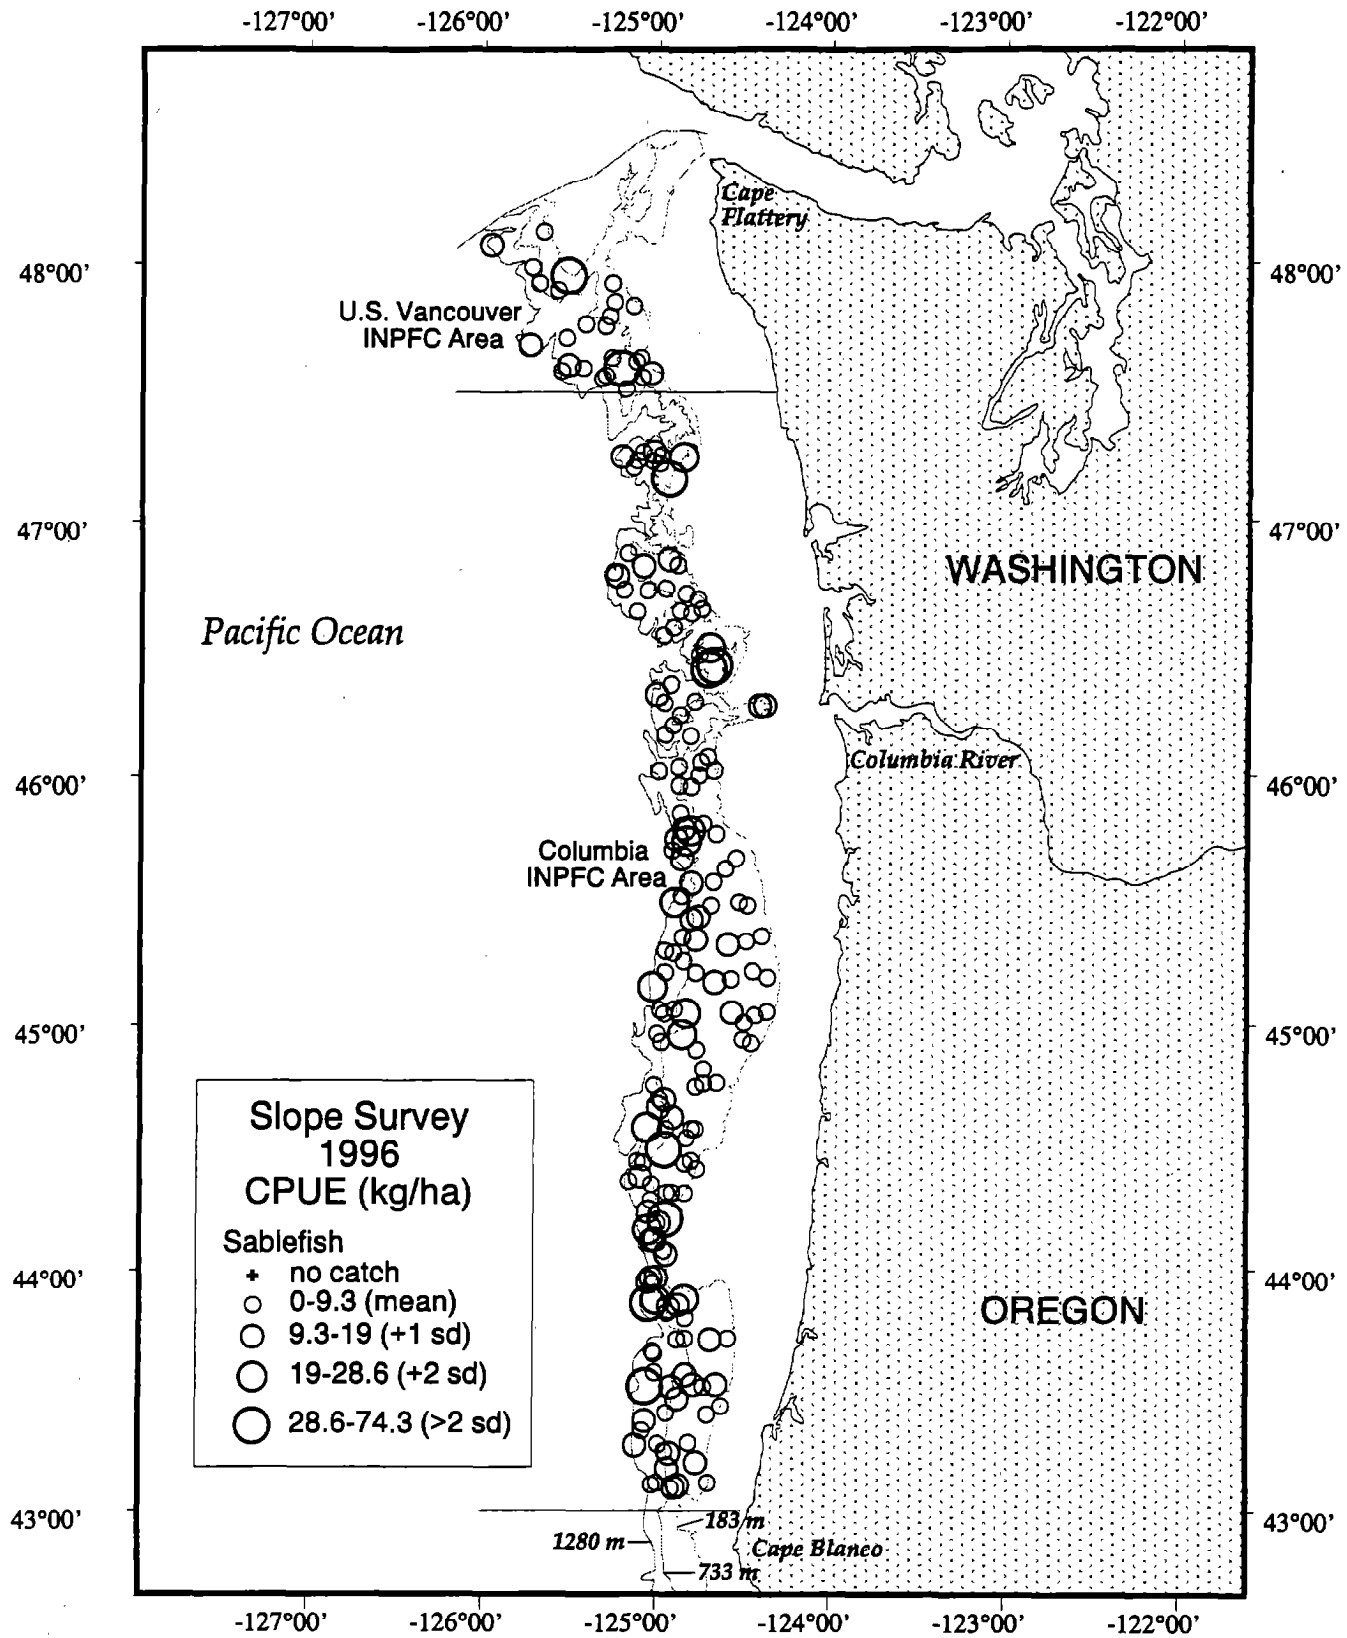 -127°00' -126°00' -125°00' -124°00' -123°00' -122°00'
Cape
Flattery
48°00' 48°00'
U.S. Vancouver
INPFC Area
47°00' 47°00'
WASHINGTON
Pacific Ocean
Columbia River
46°00' 46°00'
Columbia
INPFC Area
45°00' 45°00'
Slope Survey
1996
CPUE (kg/ha)
Sablefish
+ no catch
0-9.3 (mean)
9.3-19 (+1 sd)
19-28.6 (+2 sd)
28.6-74.3 (>2 sd)
44°00' 44°00'
OREGON
43°00' 43°00'
183 m
1280 m
Cape Blanco
733 m
-127°00' -126°00' -125°00' -124°00' -123°00' -122°00'